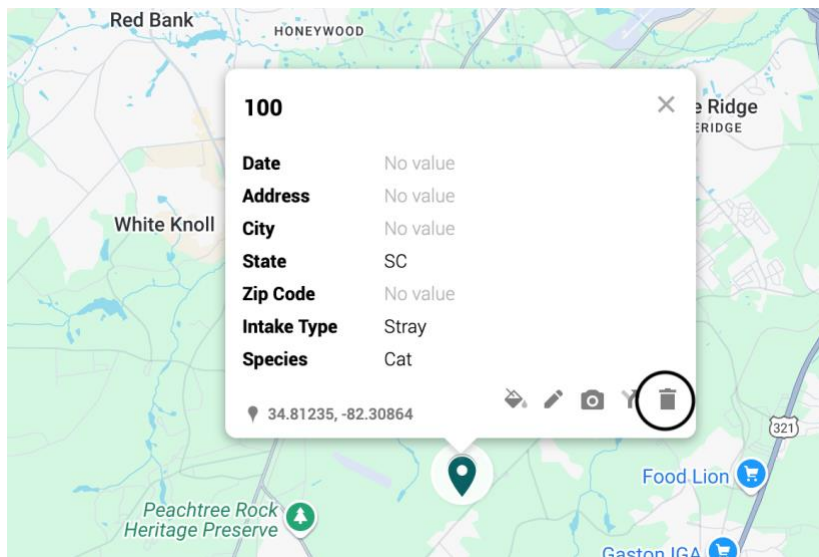 Red Bank
HONEYWOOD
100
e Ridge
ERIDGE
Date No value
Address No value
White Knoll
City No value
State SC
Zip Code No value
Intake Type Stray
Species Cat
34.81235, -82.30864
321
Food Lion
Peachtree Rock
Heritage Preserve
Gaston IGA